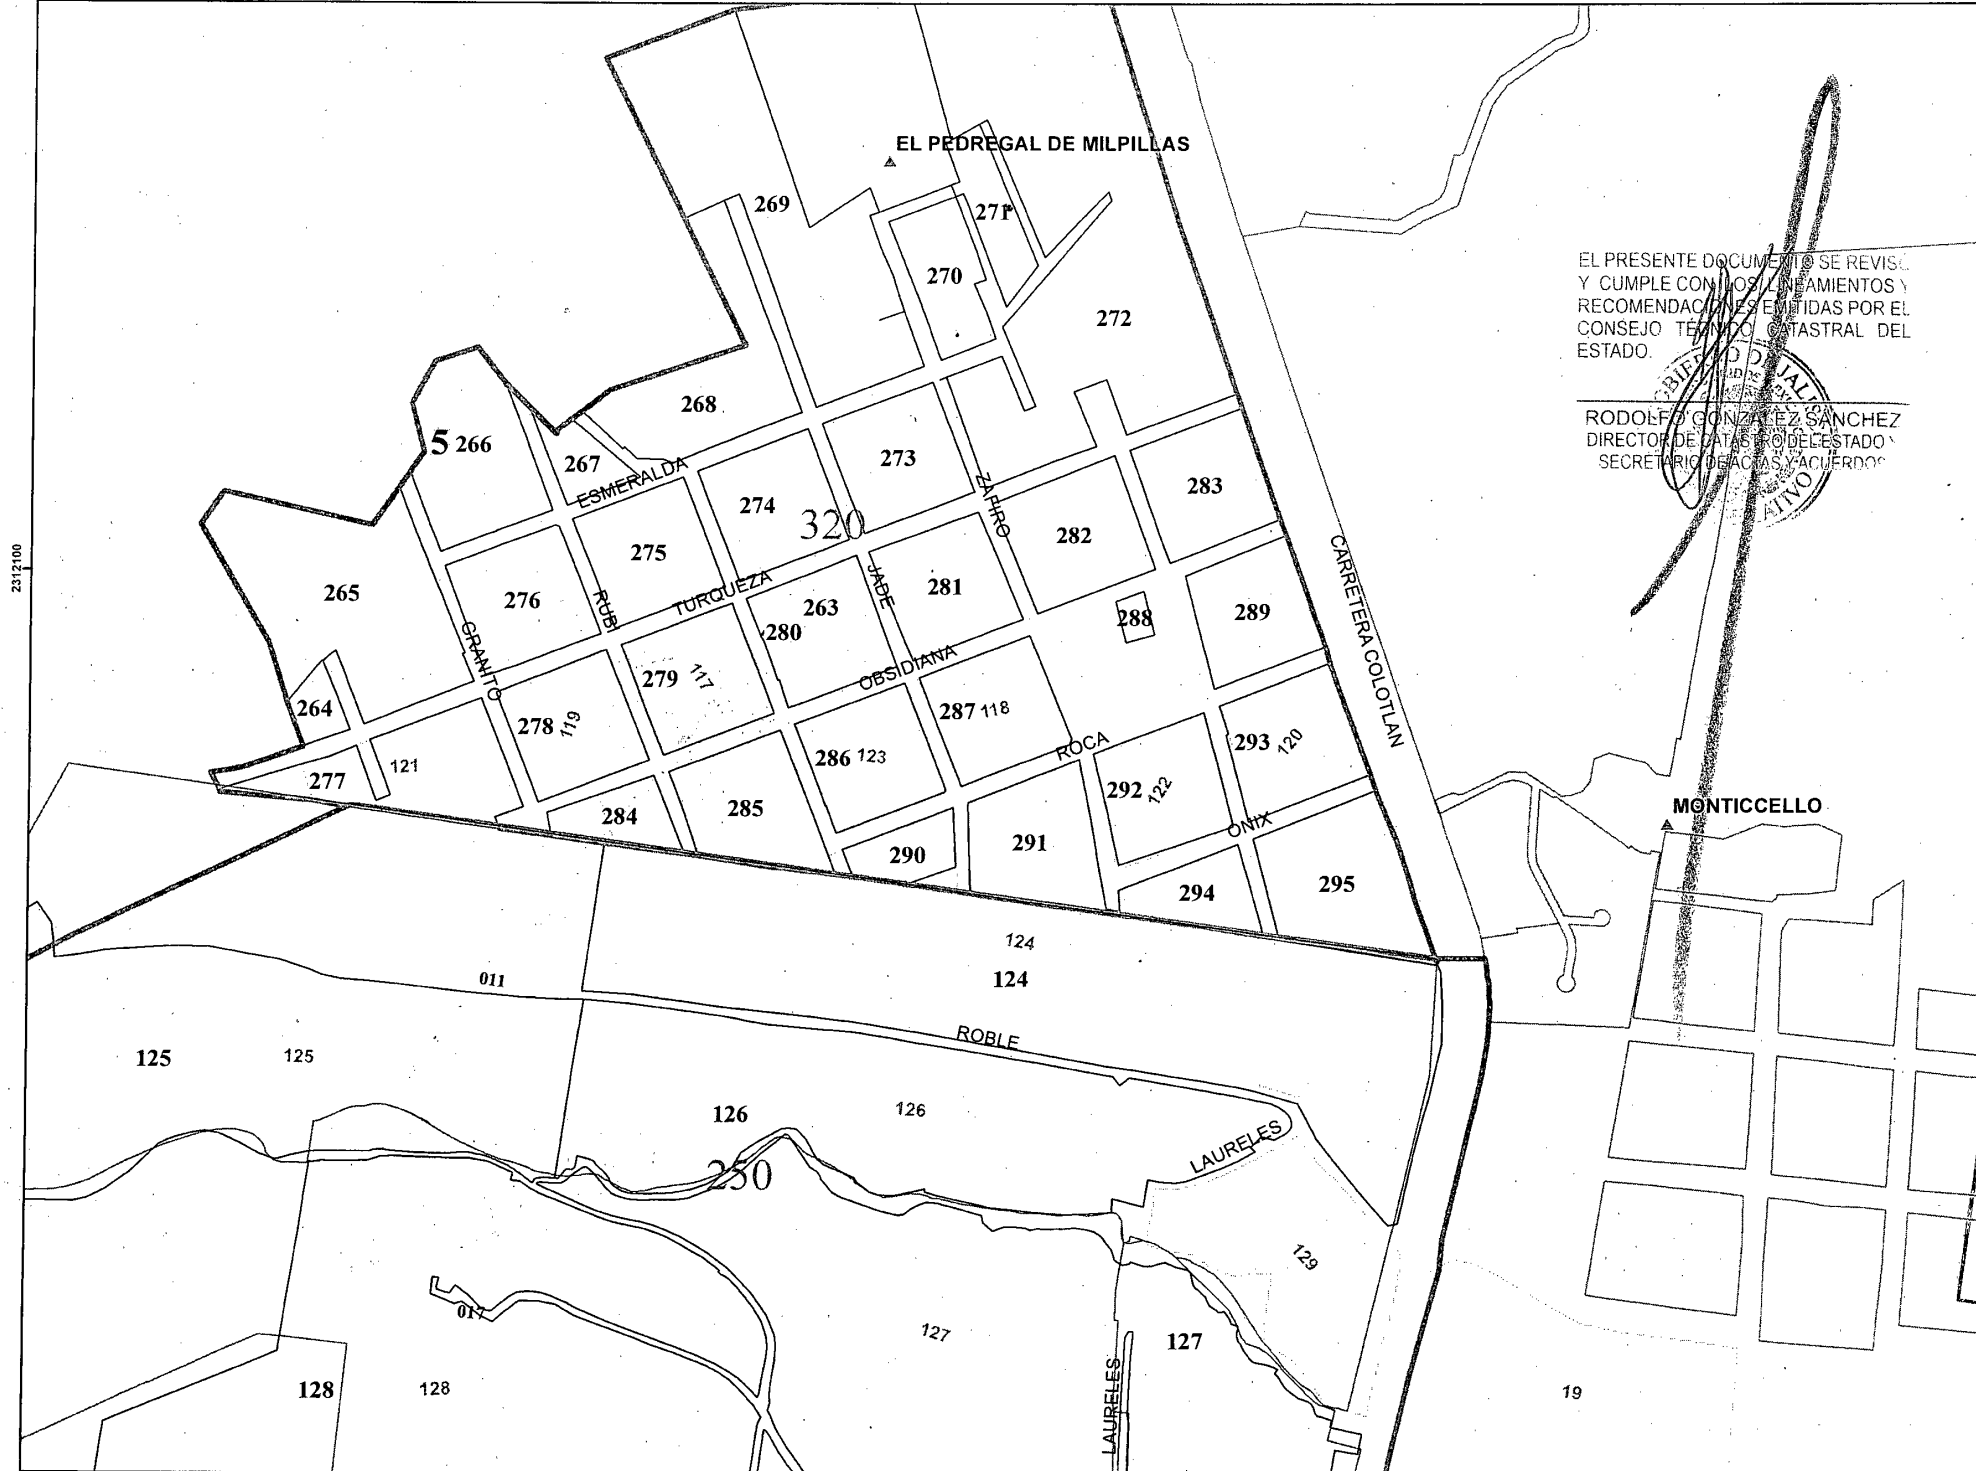 EL PEDREGAL DE MILPILLAS
269
271
270
272
EL PRESENTE DOCUMENTO SE REVISÓ
Y CUMPLE CON LOS LINEAMIENTOS Y
RECOMENDACIONES EMITIDAS POR EL
CONSEJO TÉCNICO CATASTRAL DEL
ESTADO.
RODOLFO GONZÁLEZ SÁNCHEZ
DIRECTOR DE CATASTRO DEL ESTADO Y
SECRETARIO DE ACTAS Y ACUERDOS
268
5 266
267
ESMERALDA
273
274
320
ZAFIRO
283
282
275
2312100
265
276
RUBI
TURQUEZA
263
280
JADE
281
288
289
CARRETERA COLOTLAN
GRANITO
279
117
OBSIDIANA
264
278
119
287
118
286
123
ROCA
293
120
277
121
292
122
ONIX
MONTICCELLO
284
285
290
291
294
295
124
124
011
ROBLE
125
125
126
126
LAURELES
250
129
017
127
127
128
128
LAURELES
19